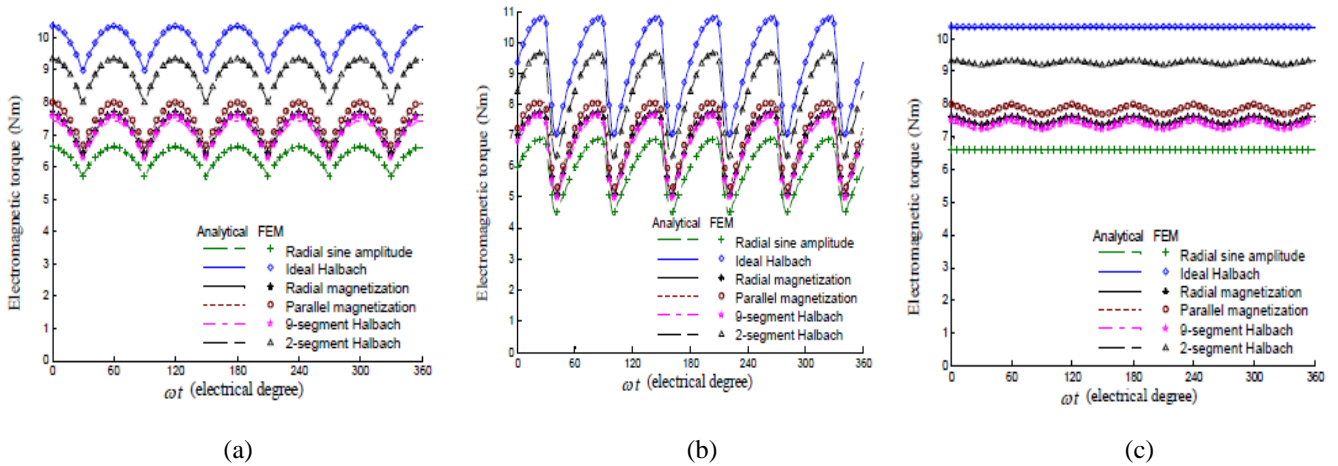 Electromagnetic torque (Nm)
10
9
8
7
6
5
4
3
2
1
0
0 60 120 180 240 300 360
ωt (electrical degree)
Analytical FEM
Radial sine amplitude
Ideal Halbach
Radial magnetization
Parallel magnetization
9-segment Halbach
2-segment Halbach
(a)
Electromagnetic torque (Nm)
11
10
9
8
7
6
5
4
3
2
1
0
0 60 120 180 240 300 360
ωt (electrical degree)
Analytical FEM
Radial sine amplitude
Ideal Halbach
Radial magnetization
Parallel magnetization
9-segment Halbach
2-segment Halbach
(b)
Electromagnetic torque (Nm)
10
9
8
7
6
5
4
3
2
1
0
0 60 120 180 240 300 360
ωt (electrical degree)
Analytical FEM
Radial sine amplitude
Ideal Halbach
Radial magnetization
Parallel magnetization
9-segment Halbach
2-segment Halbach
(c)